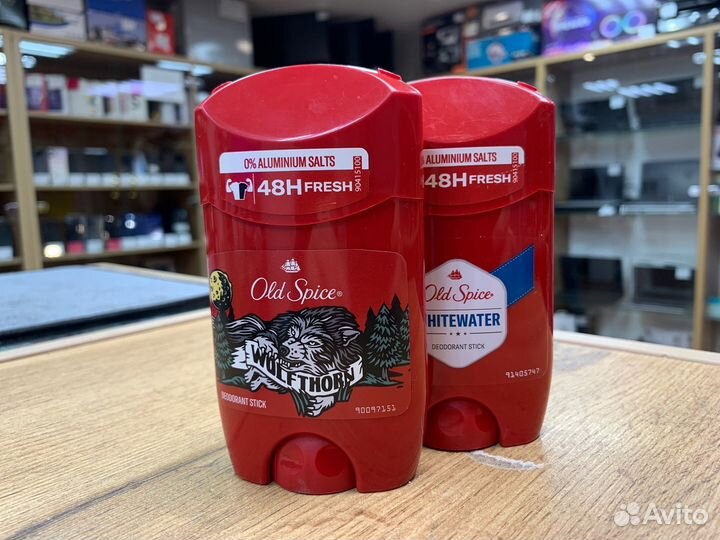 0% ALUMINIUM SALTS
48H FRESH
90415100
Old Spice®
WOLFTHORN
DEODORANT STICK
90097151
% ALUMINIUM SALTS
48H FRESH
90415100
Old Spice
HITEWATER
DEODORANT STICK
91405747
Avito